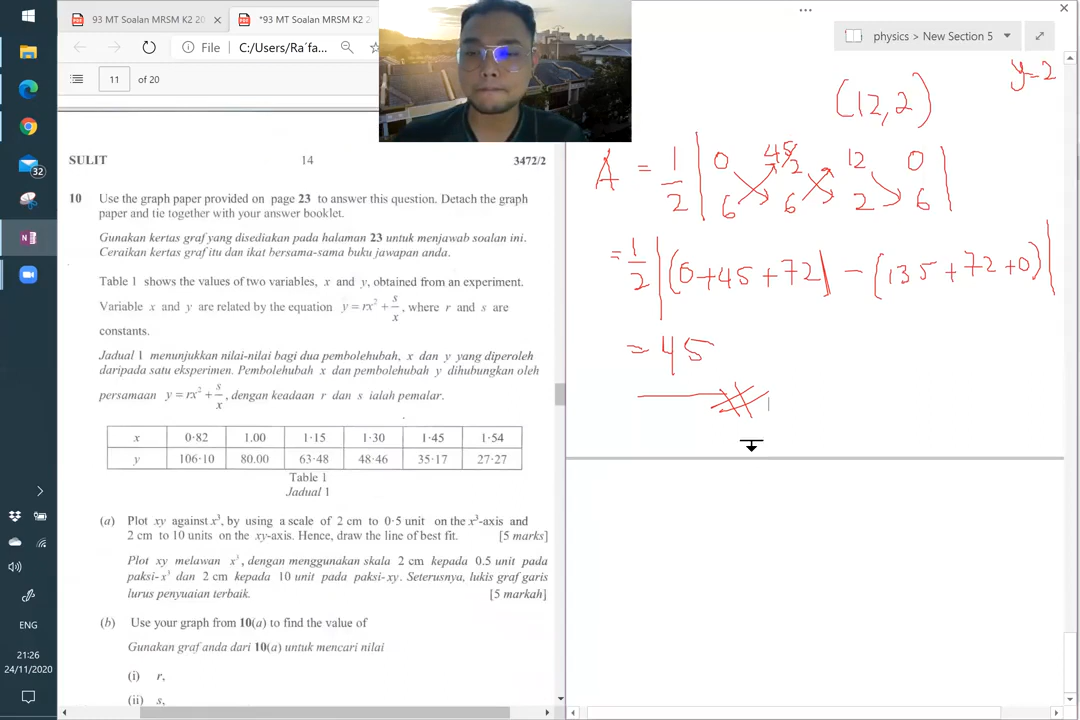 93 MT Soalan MRSM K2 20
*93 MT Soalan MRSM K2 20
File
C:/Users/Ra´fa...
11 of 20
physics > New Section 5
32
ENG
21:26
24/11/2020
SULIT 14 3472/2
10 Use the graph paper provided on page 23 to answer this question. Detach the graph
paper and tie together with your answer booklet.
Gunakan kertas graf yang disediakan pada halaman 23 untuk menjawab soalan ini.
Ceraikan kertas graf itu dan ikat bersama-sama buku jawapan anda.
Table 1 shows the values of two variables, x and y, obtained from an experiment.
Variable x and y are related by the equation y = rx² + s/x, where r and s are
constants.
Jadual 1 menunjukkan nilai-nilai bagi dua pembolehubah, x dan y yang diperoleh
daripada satu eksperimen. Pembolehubah x dan pembolehubah y dihubungkan oleh
persamaan y = rx² + s/x, dengan keadaan r dan s ialah pemalar.
x 0·82 1.00 1·15 1·30 1·45 1·54
y 106·10 80.00 63·48 48·46 35·17 27·27
Table 1
Jadual 1
(a) Plot xy against x³, by using a scale of 2 cm to 0·5 unit on the x³-axis and
2 cm to 10 units on the xy-axis. Hence, draw the line of best fit. [5 marks]
Plot xy melawan x³, dengan menggunakan skala 2 cm kepada 0.5 unit pada
paksi-x³ dan 2 cm kepada 10 unit pada paksi-xy. Seterusnya, lukis graf garis
lurus penyuaian terbaik. [5 markah]
(b) Use your graph from 10(a) to find the value of
Gunakan graf anda dari 10(a) untuk mencari nilai
(i) r,
(ii) s,
y=2
(12,2)
A = 1/2 | 0 45/2 12 0
6 6 2 6 |
= 1/2 |(0+45+72) - (135+72+0)|
= 45